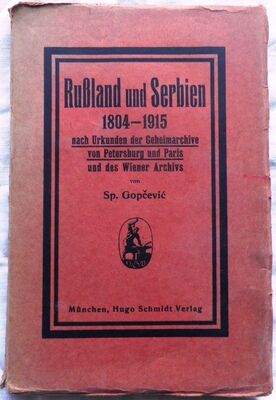 Rußland und Serbien
1804–1915
nach Urkunden der Geheimarchive
von Petersburg und Paris
und des Wiener Archivs
von
Sp. Gopčević
München, Hugo Schmidt Verlag